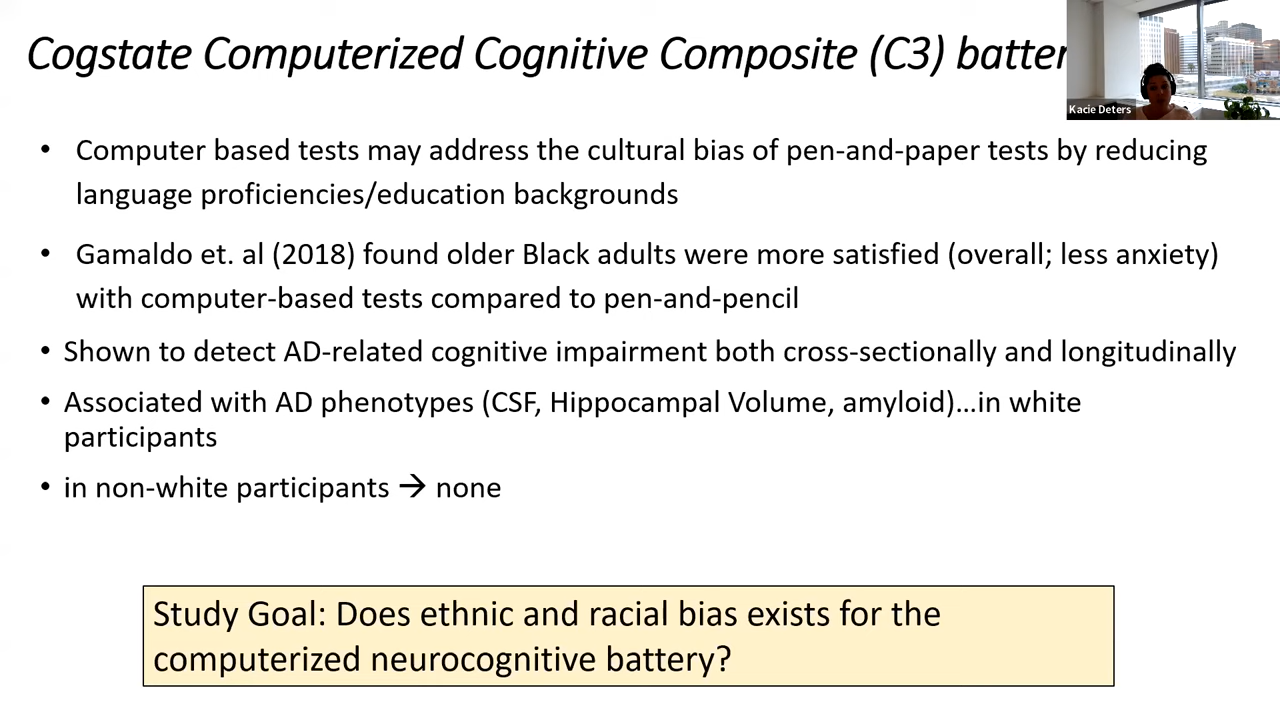 Cogstate Computerized Cognitive Composite (C3) batter
Kacie Deters
• Computer based tests may address the cultural bias of pen-and-paper tests by reducing
language proficiencies/education backgrounds
• Gamaldo et. al (2018) found older Black adults were more satisfied (overall; less anxiety)
with computer-based tests compared to pen-and-pencil
• Shown to detect AD-related cognitive impairment both cross-sectionally and longitudinally
• Associated with AD phenotypes (CSF, Hippocampal Volume, amyloid)…in white
participants
• in non-white participants → none
Study Goal: Does ethnic and racial bias exists for the
computerized neurocognitive battery?